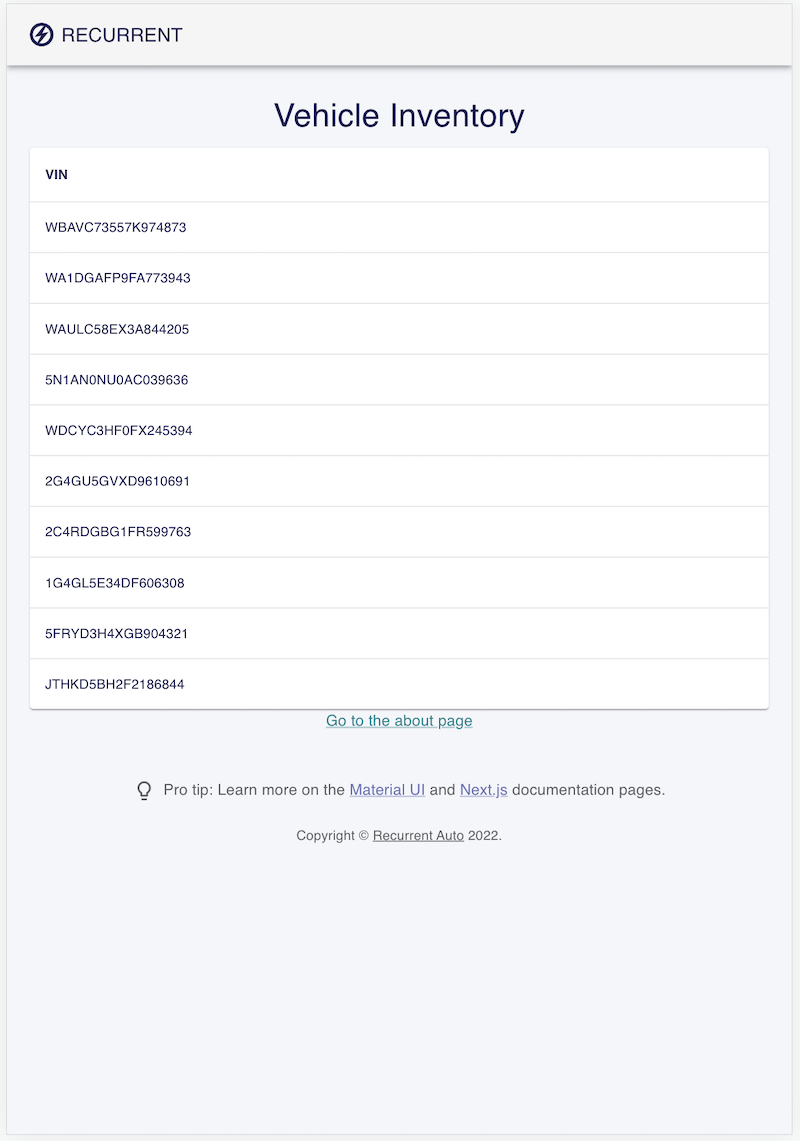 RECURRENT
Vehicle Inventory
VIN
WBAVC73557K974873
WA1DGAFP9FA773943
WAULC58EX3A844205
5N1AN0NU0AC039636
WDCYC3HF0FX245394
2G4GU5GVXD9610691
2C4RDGBG1FR599763
1G4GL5E34DF606308
5FRYD3H4XGB904321
JTHKD5BH2F2186844
Go to the about page
Pro tip: Learn more on the Material UI and Next.js documentation pages.
Copyright © Recurrent Auto 2022.